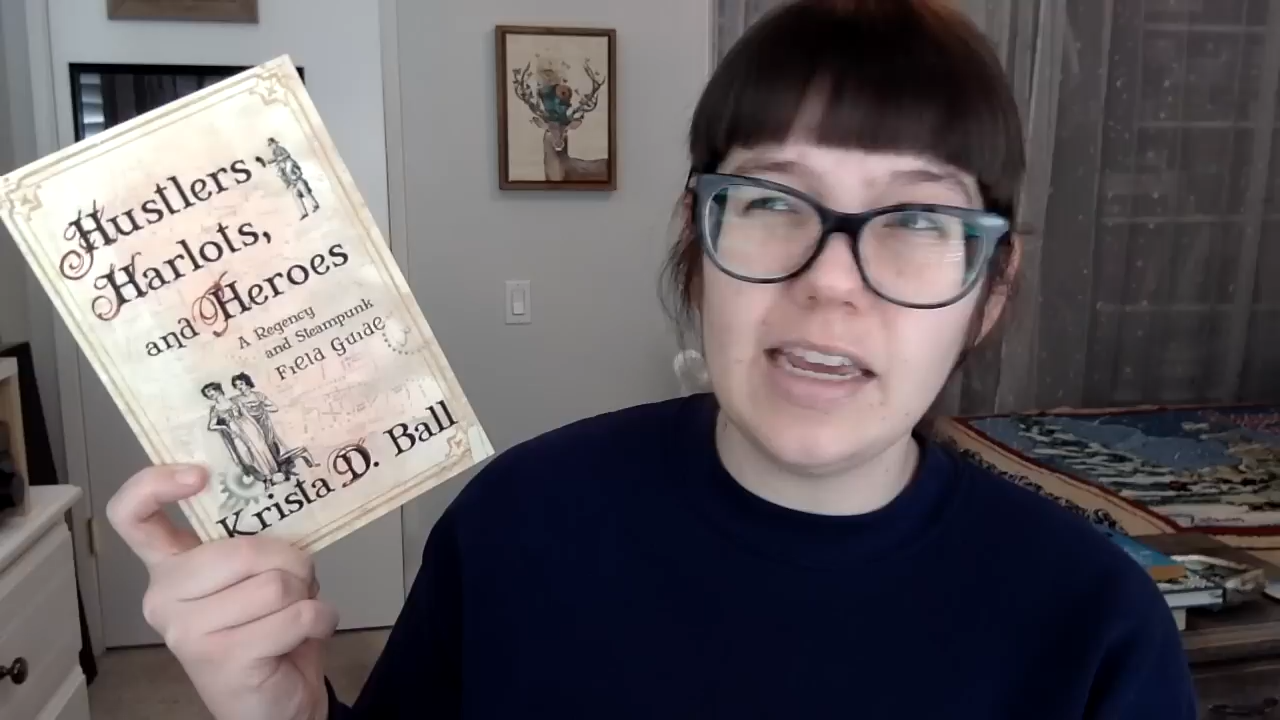 Hustlers,
Harlots,
and Heroes
A Regency
and Steampunk
Field Guide
Krista D. Ball